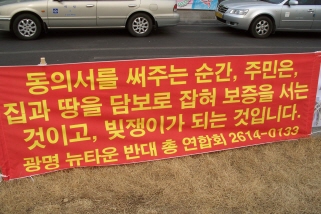 동의서를 써주는 순간, 주민은,
집과 땅을 담보로 잡혀 보증을 서는
것이고, 빚쟁이가 되는 것입니다.
광명 뉴타운 반대 총 연합회 2614-0133